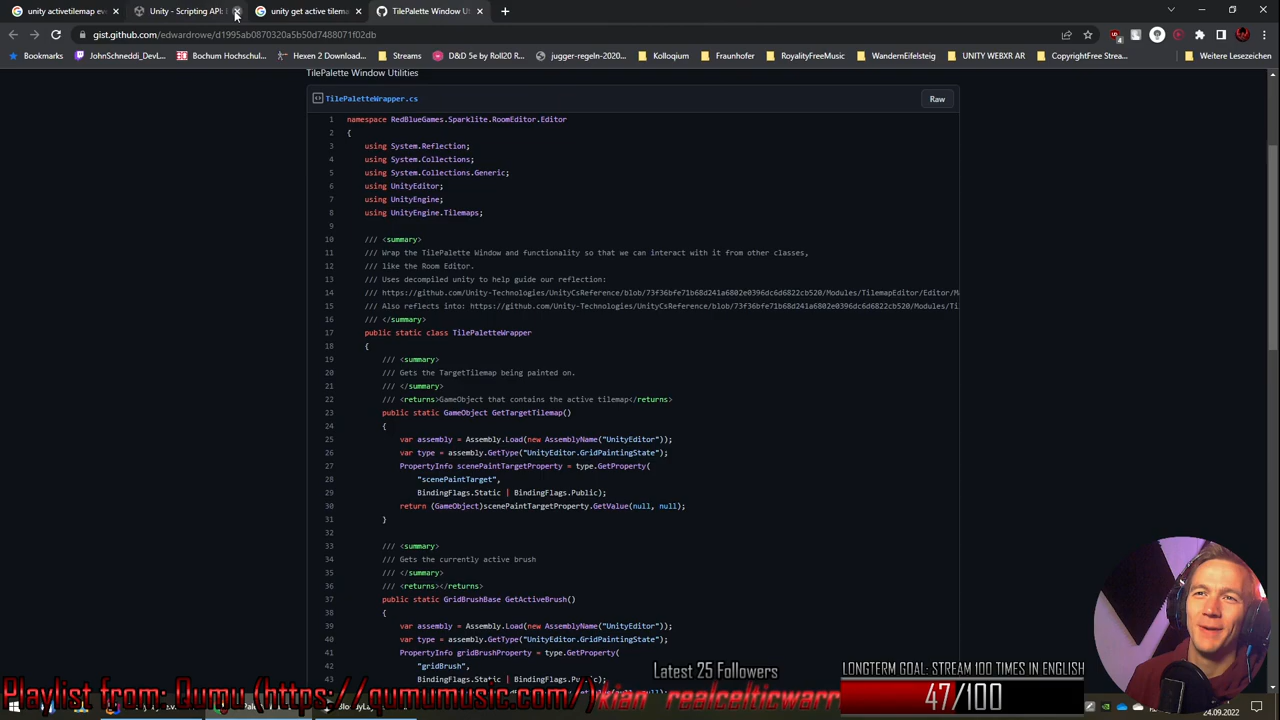 unity activetilemap ev
Unity - Scripting API: 
unity get active tilema
TilePalette Window Ut
gist.github.com/edwardrowe/d1995ab0870320a5b50d7488071f02db
Bookmarks
JohnSchneddi_DevL...
Bochum Hochschul...
Hexen 2 Downloade...
Streams
D&D 5e by Roll20...
jugger-regeln-2020...
Kollogium
Fraunhofer
RoyalityFreeMusic
WandernEifelsteig
UNITY WORKFLOW
CopyrightFree Stream...
Weitere Lesezeichen
TilePalette Window Utilities
TilePaletteWrapper.cs
Raw
1 namespace RedBlueGames.Sparklite.RoomEditor.Editor
2 {
3 using System.Reflection;
4 using System.Collections;
5 using System.Collections.Generic;
6 using UnityEditor;
7 using UnityEngine;
8 using UnityEngine.Tilemaps;
9
10 /// <summary>
11 /// Wrap the TilePalette Window and functionality so that we can interact with it from other classes,
12 /// like the Room Editor.
13 /// Uses decompiled unity to help guide our reflection:
14 /// https://github.com/Unity-Technologies/UnityCsReference/blob/73f36bfe71b68d241a6802e0396dc6d6822cb520/Modules/TilemapEditor/Editor/M
15 /// Also reflects into: https://github.com/Unity-Technologies/UnityCsReference/blob/73f36bfe71b68d241a6802e0396dc6d6822cb520/Modules/Ti
16 /// </summary>
17 public static class TilePaletteWrapper
18 {
19 /// <summary>
20 /// Gets the TargetTilemap being painted on.
21 /// </summary>
22 /// <returns>GameObject that contains the active tilemap</returns>
23 public static GameObject GetTargetTilemap()
24 {
25 var assembly = Assembly.Load(new AssemblyName("UnityEditor"));
26 var type = assembly.GetType("UnityEditor.GridPaintingState");
27 PropertyInfo scenePaintTargetProperty = type.GetProperty(
28 "scenePaintTarget",
29 BindingFlags.Static | BindingFlags.Public);
30 return (GameObject)scenePaintTargetProperty.GetValue(null, null);
31 }
32
33 /// <summary>
34 /// Gets the currently active brush
35 /// </summary>
36 /// <returns></returns>
37 public static GridBrushBase GetActiveBrush()
38 {
39 var assembly = Assembly.Load(new AssemblyName("UnityEditor"));
40 var type = assembly.GetType("UnityEditor.GridPaintingState");
41 PropertyInfo gridBrushProperty = type.GetProperty(
42 "gridBrush",
43 BindingFlags.Static
Latest 25 Followers
LONGTERM GOAL: STREAM 100 TIMES IN ENGLISH
Playlist from: Qumu (https://qumumusic.com/)
kian_ realcelticwarr
47/100
.09.2022